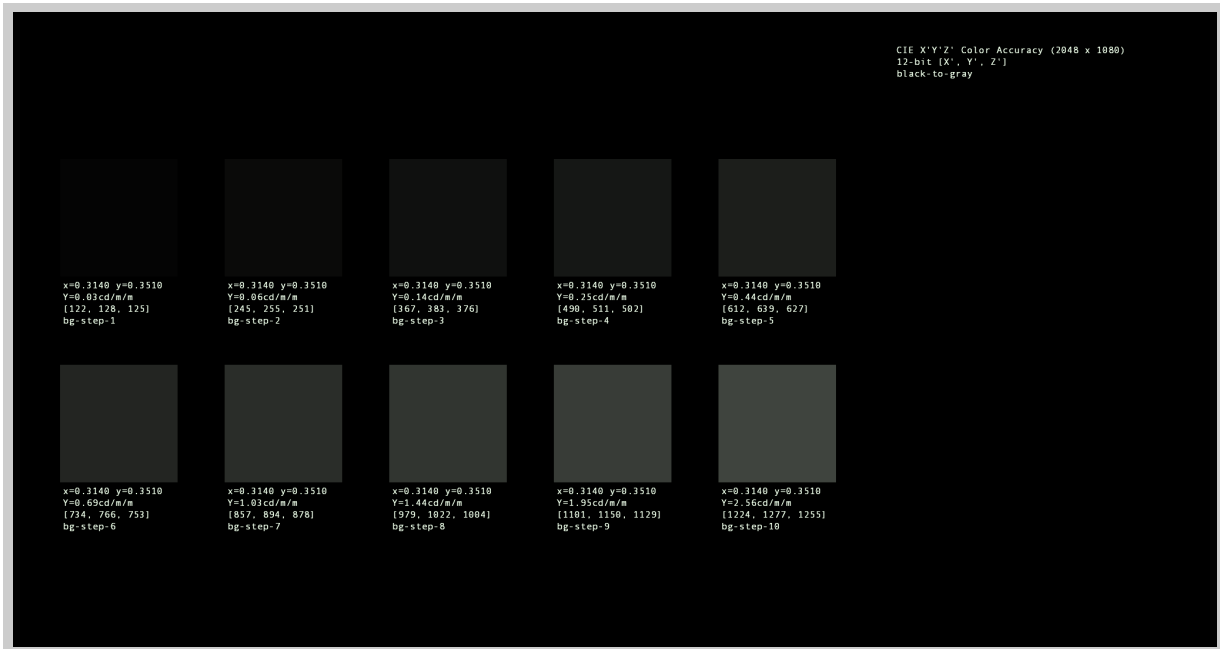 CIE X'Y'Z' Color Accuracy (2048 x 1080)
12-bit [X', Y', Z']
black-to-gray
x=0.3140 y=0.3510
Y=0.03cd/m/m
[122, 128, 125]
bg-step-1
x=0.3140 y=0.3510
Y=0.06cd/m/m
[245, 255, 251]
bg-step-2
x=0.3140 y=0.3510
Y=0.14cd/m/m
[367, 383, 376]
bg-step-3
x=0.3140 y=0.3510
Y=0.25cd/m/m
[490, 511, 502]
bg-step-4
x=0.3140 y=0.3510
Y=0.44cd/m/m
[612, 639, 627]
bg-step-5
x=0.3140 y=0.3510
Y=0.69cd/m/m
[734, 766, 753]
bg-step-6
x=0.3140 y=0.3510
Y=1.03cd/m/m
[857, 894, 878]
bg-step-7
x=0.3140 y=0.3510
Y=1.44cd/m/m
[979, 1022, 1004]
bg-step-8
x=0.3140 y=0.3510
Y=1.95cd/m/m
[1101, 1150, 1129]
bg-step-9
x=0.3140 y=0.3510
Y=2.56cd/m/m
[1224, 1277, 1255]
bg-step-10